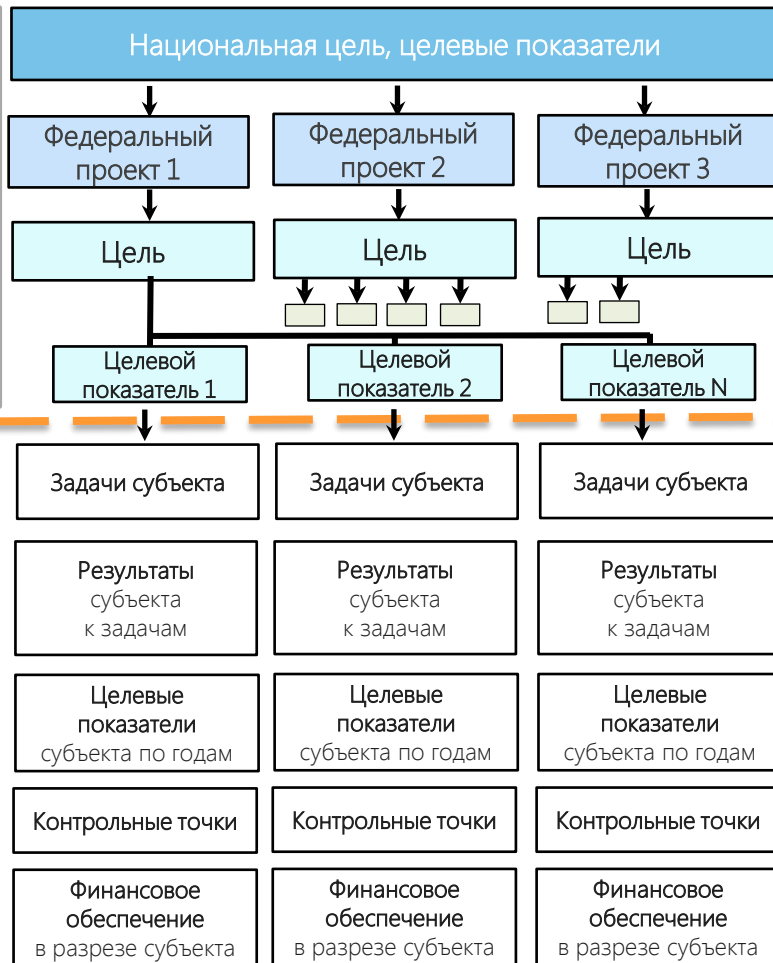 Национальная цель, целевые показатели
Федеральный
проект 1
Федеральный
проект 2
Федеральный
проект 3
Цель
Цель
Цель
Целевой
показатель 1
Целевой
показатель 2
Целевой
показатель N
Задачи субъекта
Задачи субъекта
Задачи субъекта
Результаты
субъекта
к задачам
Результаты
субъекта
к задачам
Результаты
субъекта
к задачам
Целевые
показатели
субъекта по годам
Целевые
показатели
субъекта по годам
Целевые
показатели
субъекта по годам
Контрольные точки
Контрольные точки
Контрольные точки
Финансовое
обеспечение
в разрезе субъекта
Финансовое
обеспечение
в разрезе субъекта
Финансовое
обеспечение
в разрезе субъекта